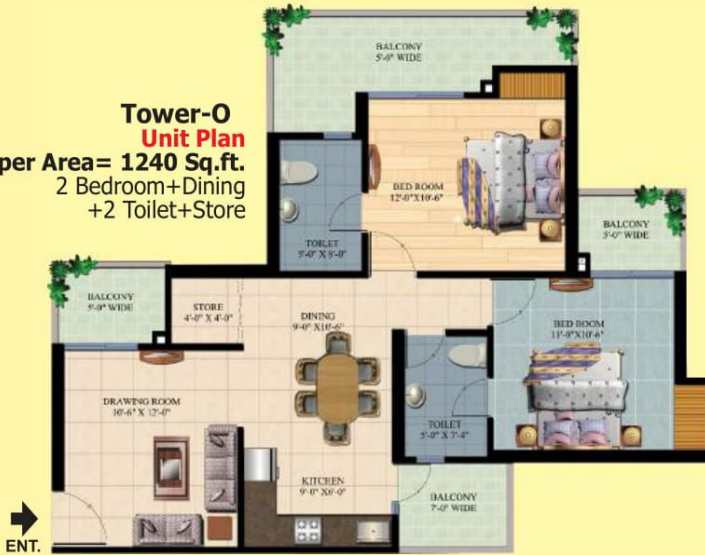 Tower-O
Unit Plan
per Area= 1240 Sq.ft.
2 Bedroom+Dining
+2 Toilet+Store
BALCONY
5'-0" WIDE
BED ROOM
12'-0"X10'-6"
TOILET
5'-0" X 8'-0"
BALCONY
5'-0" WIDE
BALCONY
5'-0" WIDE
STORE
4'-0" X 4'-0"
DINING
9'-0" X10'-6"
BED ROOM
11'-0"X10'-6"
DRAWING ROOM
10'-6" X 12'-0"
TOILET
5'-0" X 7'-4"
KITCHEN
9'-0" X6'-0"
BALCONY
7'-0" WIDE
ENT.